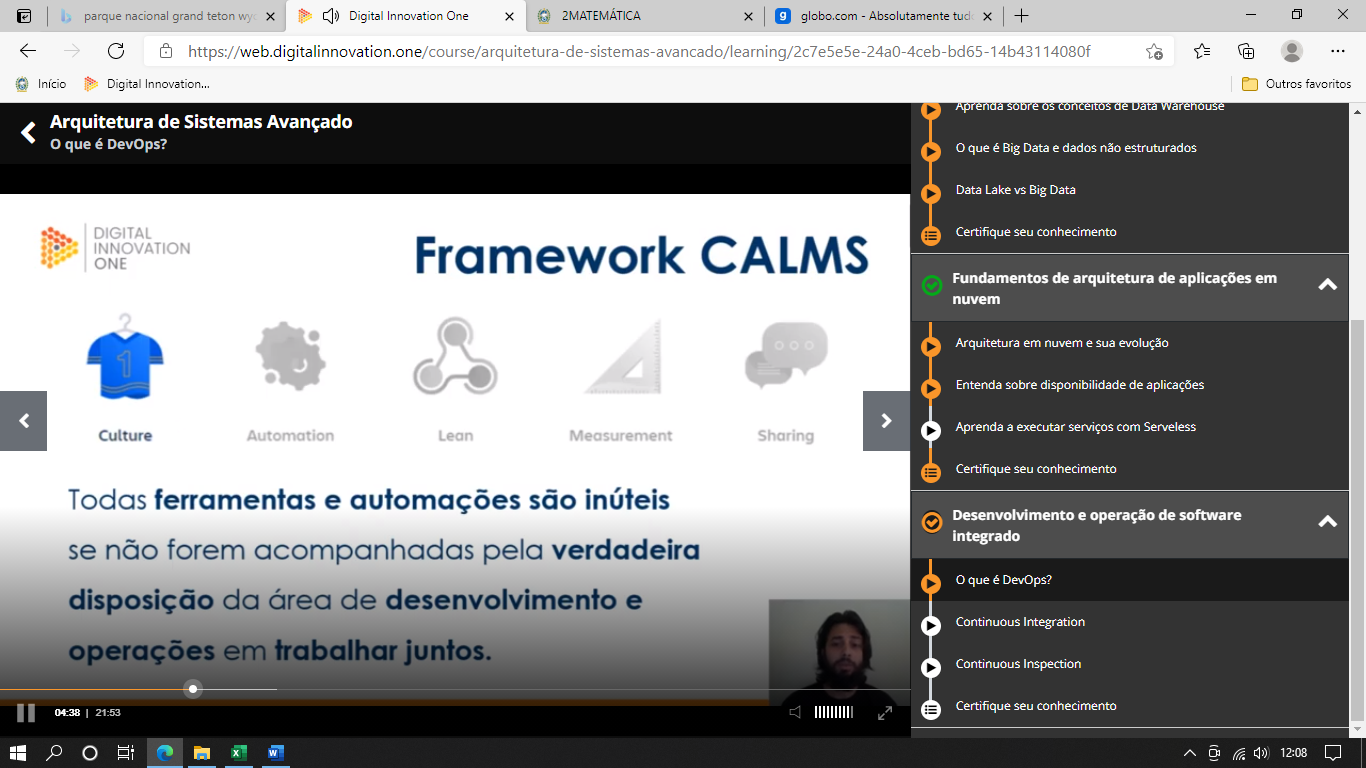 parque nacional grand teton wy
Digital Innovation One
2MATEMÁTICA
globo.com - Absolutamente tud
https://web.digitalinnovation.one/course/arquitetura-de-sistemas-avancado/learning/2c7e5e5e-24a0-4ceb-bd65-14b43114080f
Início
Digital Innovation...
Outros favoritos
Arquitetura de Sistemas Avançado
O que é DevOps?
DIGITAL
INNOVATION
ONE
Framework CALMS
1
Culture
Automation
Lean
Measurement
Sharing
Todas ferramentas e automações são inúteis
se não forem acompanhadas pela verdadeira
disposição da área de desenvolvimento e
operações em trabalhar juntos.
04:38 | 21:53
Aprenda sobre os conceitos de Data Warehouse
O que é Big Data e dados não estruturados
Data Lake vs Big Data
Certifique seu conhecimento
Fundamentos de arquitetura de aplicações em
nuvem
Arquitetura em nuvem e sua evolução
Entenda sobre disponibilidade de aplicações
Aprenda a executar serviços com Serveless
Certifique seu conhecimento
Desenvolvimento e operação de software
integrado
O que é DevOps?
Continuous Integration
Continuous Inspection
Certifique seu conhecimento
12:08